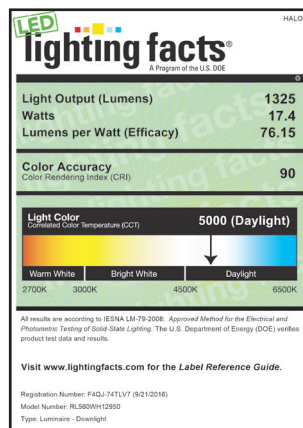 HALO
LED
lighting facts®
A Program of the U.S. DOE
Light Output (Lumens) 1325
Watts 17.4
Lumens per Watt (Efficacy) 76.15
Color Accuracy 90
Color Rendering Index (CRI)
Light Color
Correlated Color Temperature (CCT)
5000 (Daylight)
Warm White Bright White Daylight
2700K 3000K 4500K 6500K
All results are according to IESNA LM-79-2008: Approved Method for the Electrical and
Photometric Testing of Solid-State Lighting. The U.S. Department of Energy (DOE) verifies
product test data and results.
Visit www.lightingfacts.com for the Label Reference Guide.
Registration Number: F4QJ-74TLV7 (9/21/2016)
Model Number: RL560WH12950
Type: Luminaire - Downlight